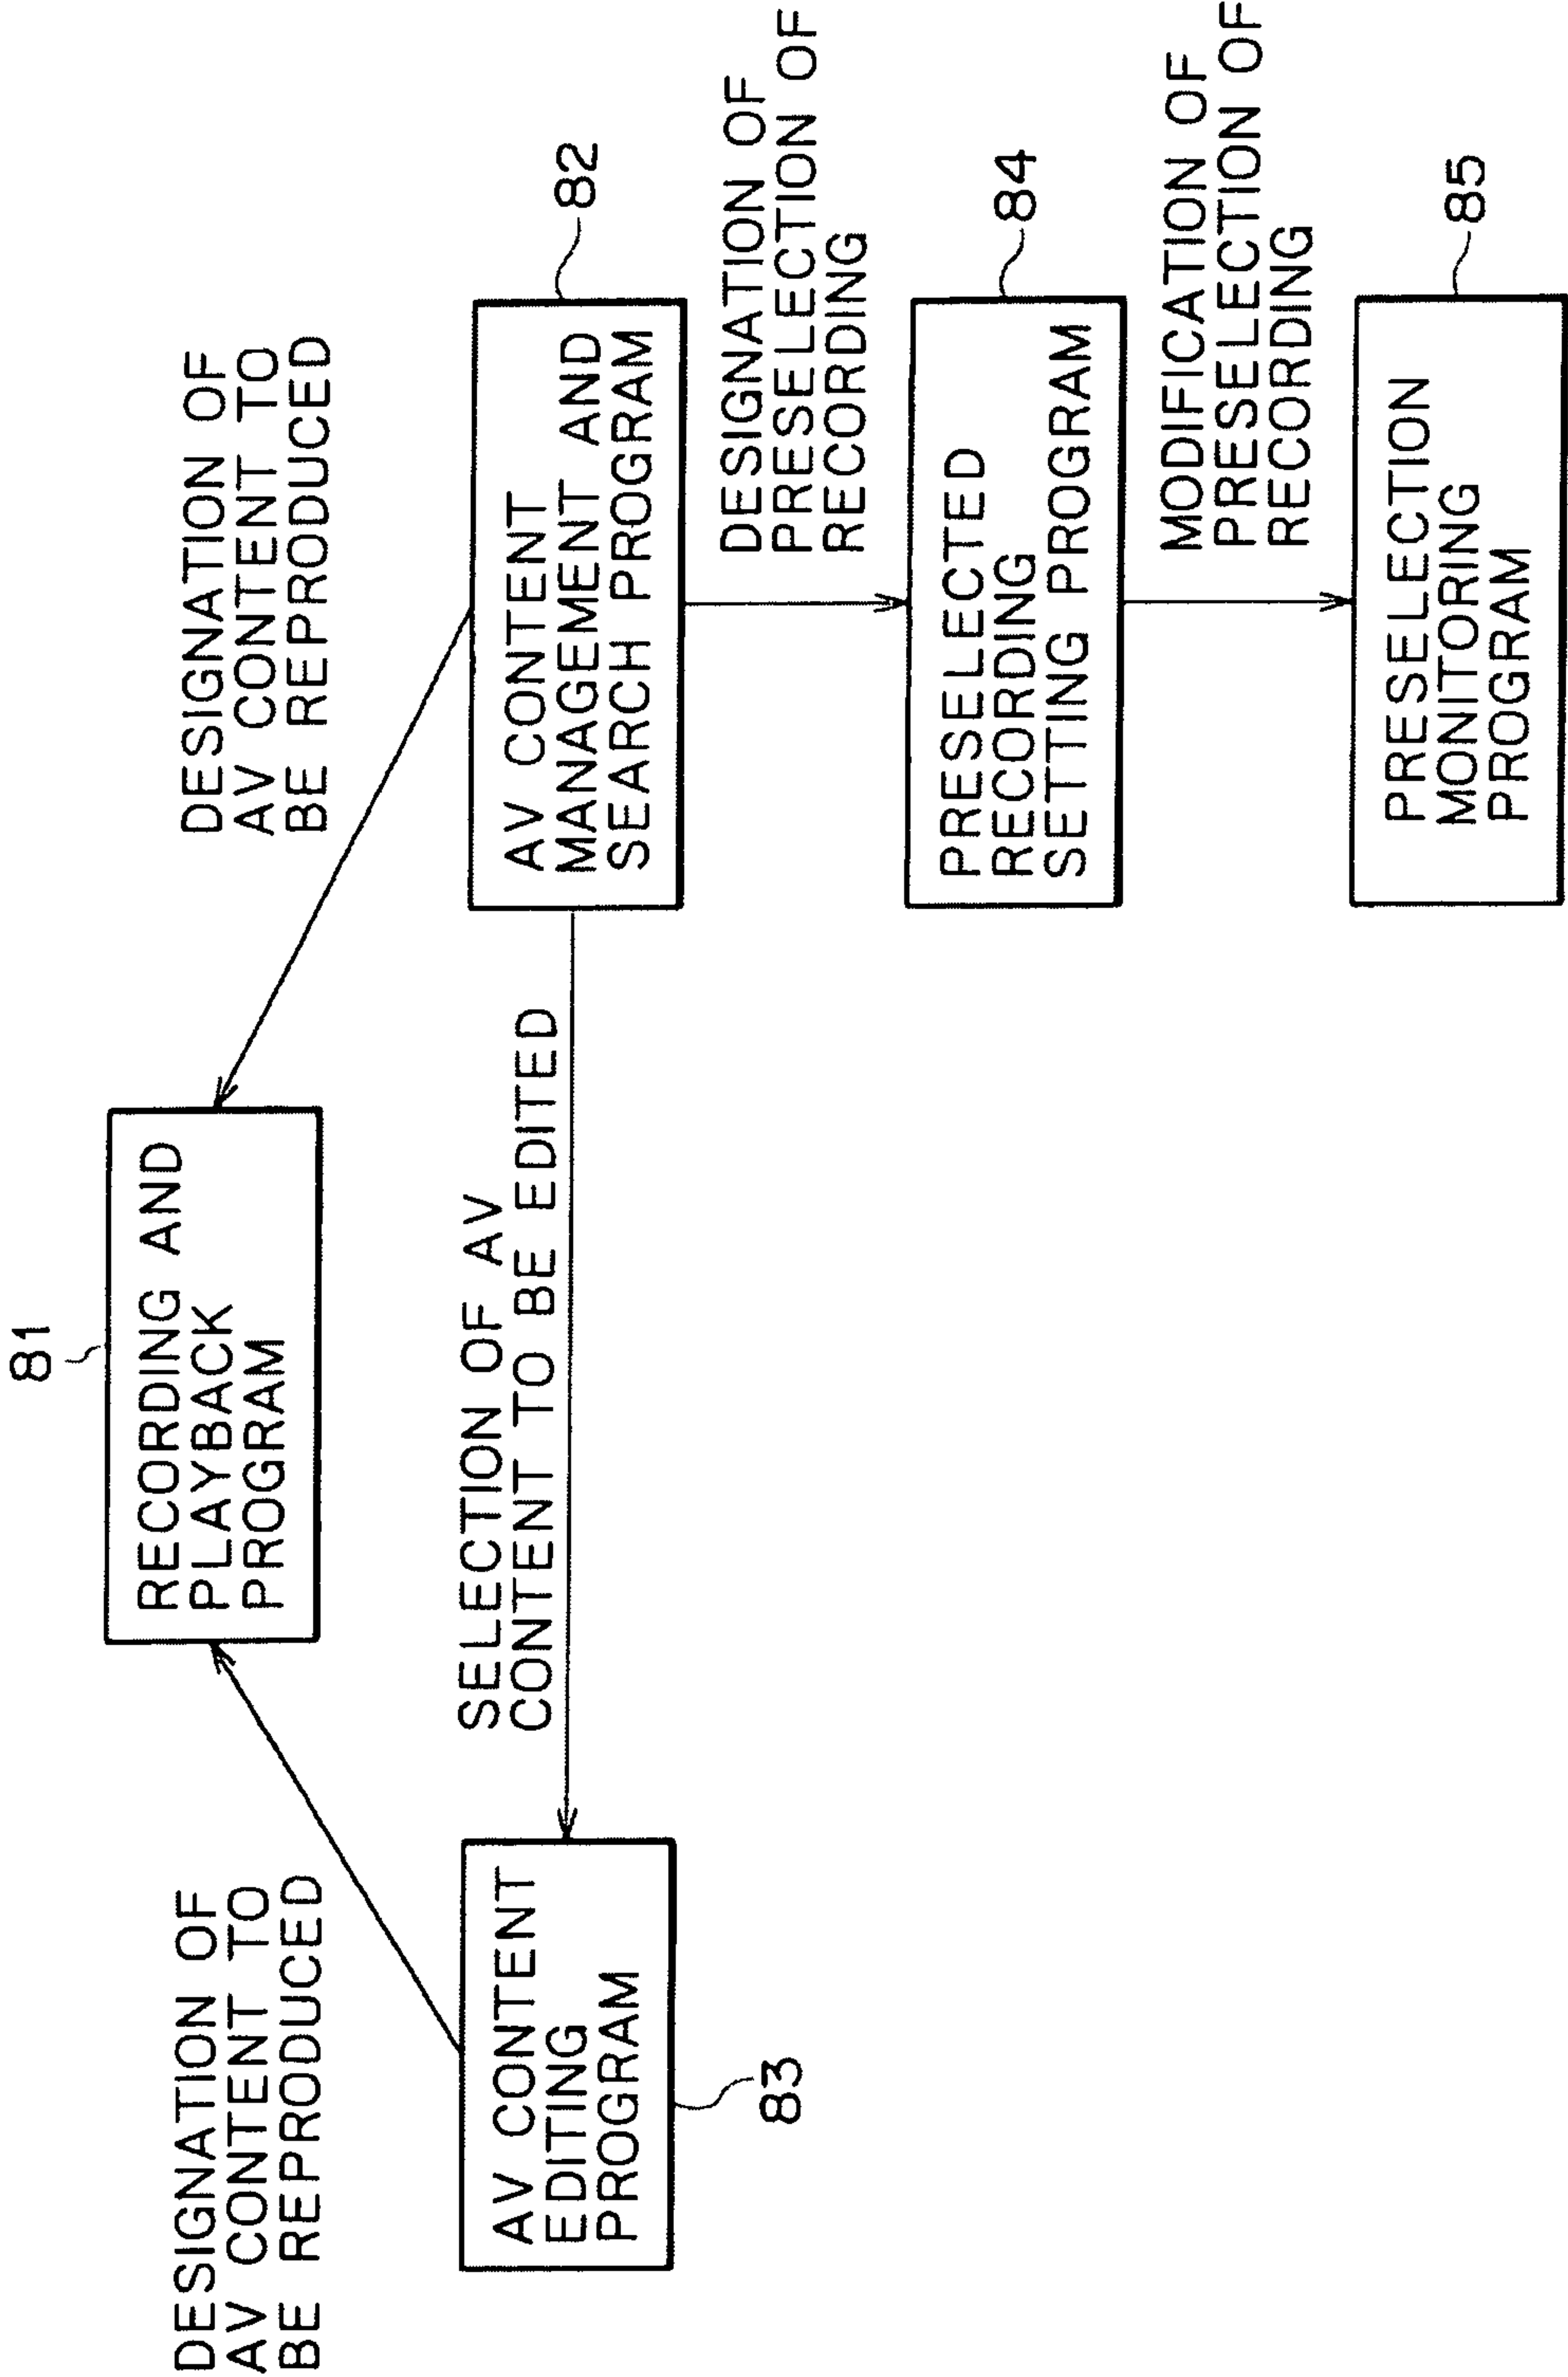 81
RECORDING AND
PLAYBACK
PROGRAM
DESIGNATION OF
AV CONTENT TO
BE REPRODUCED
DESIGNATION OF
AV CONTENT TO
BE REPRODUCED
SELECTION OF AV
CONTENT TO BE EDITED
AV CONTENT
EDITING
PROGRAM
83
AV CONTENT
MANAGEMENT AND
SEARCH PROGRAM
82
DESIGNATION OF
PRESELECTION OF
RECORDING
PRESELECTED
RECORDING
SETTING PROGRAM
84
MODIFICATION OF
PRESELECTION OF
RECORDING
PRESELECTION
MONITORING
PROGRAM
85